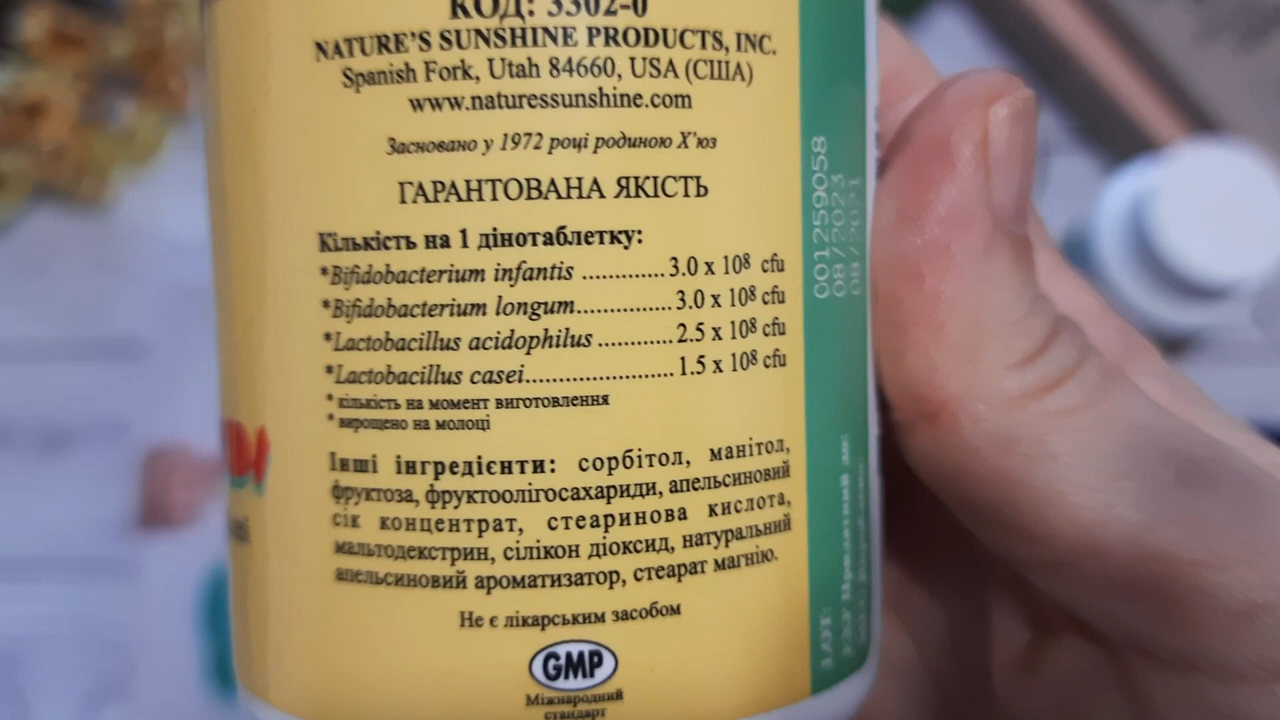 КОД: 3302-0
NATURE'S SUNSHINE PRODUCTS, INC.
Spanish Fork, Utah 84660, USA (США)
www.naturessunshine.com
Засновано у 1972 році родиною Х'юз
ГАРАНТОВАНА ЯКІСТЬ
Кількість на 1 дінотаблетку:
*Bifidobacterium infantis ............. 3.0 x 10⁸ cfu
*Bifidobacterium longum............... 3.0 x 10⁸ cfu
*Lactobacillus acidophilus ............ 2.5 x 10⁸ cfu
*Lactobacillus casei....................... 1.5 x 10⁸ cfu
* кількість на момент виготовлення
* вирощено на молоці
Інші інгредієнти: сорбітол, манітол,
фруктоза, фруктоолігосахариди, апельсиновий
сік концентрат, стеаринова кислота,
мальтодекстрин, сілікон діоксид, натуральний
апельсиновий ароматизатор, стеарат магнію.
Не є лікарським засобом
GMP
Міжнародний
стандарт
LOT: 001259058
Придатний до: 08/2023
08/2021